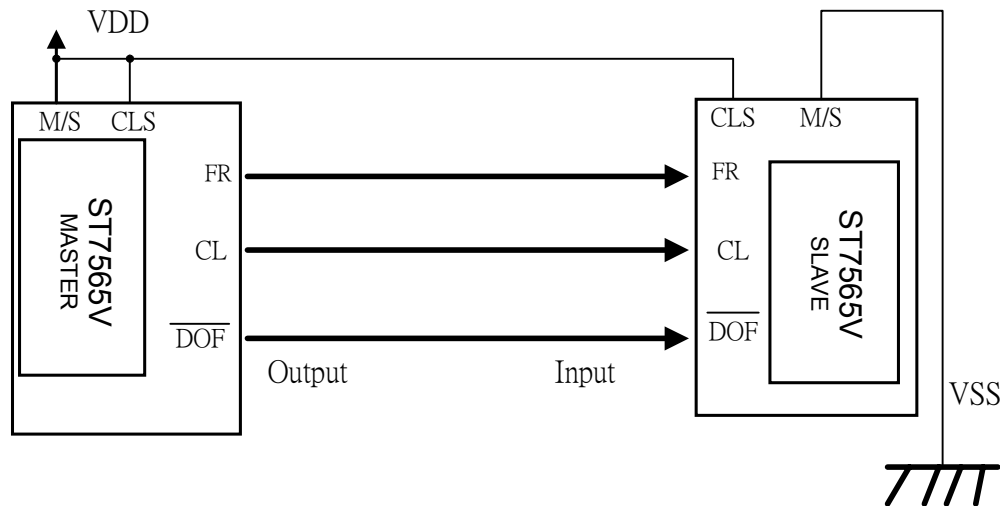 VDD
M/S CLS
CLS M/S
FR
FR
ST7565V
MASTER
CL
CL
ST7565V
SLAVE
DOF
DOF
Output Input
VSS